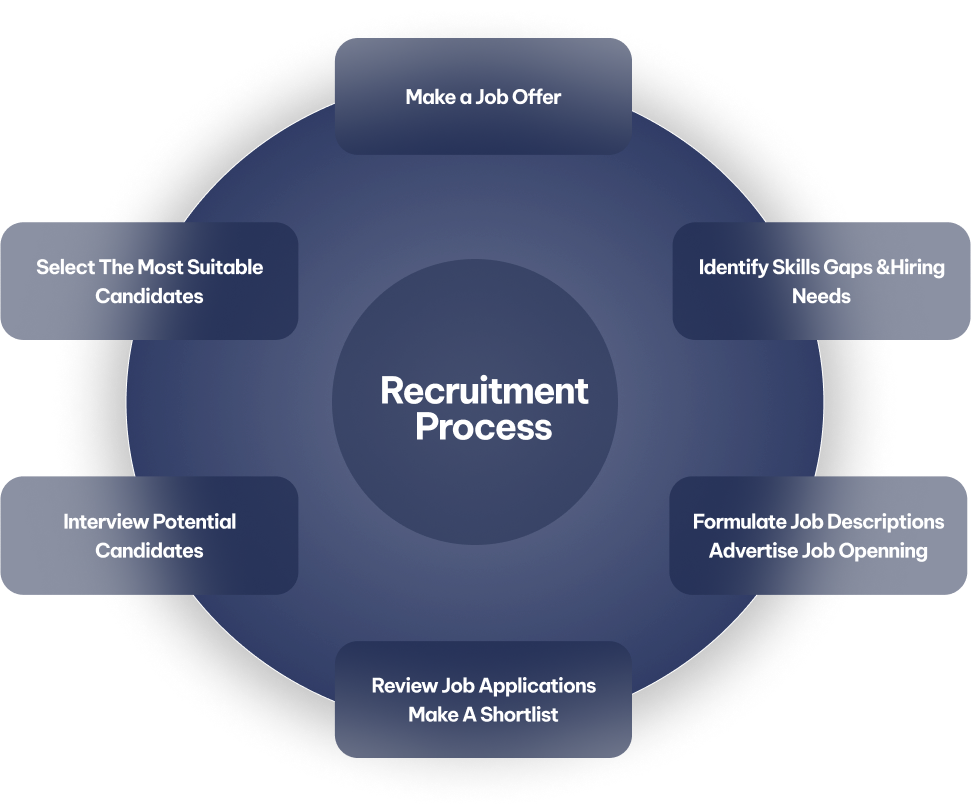 Make a Job Offer
Select The Most Suitable
Candidates
Identify Skills Gaps &Hiring
Needs
Recruitment
Process
Interview Potential
Candidates
Formulate Job Descriptions
Advertise Job Openning
Review Job Applications
Make A Shortlist